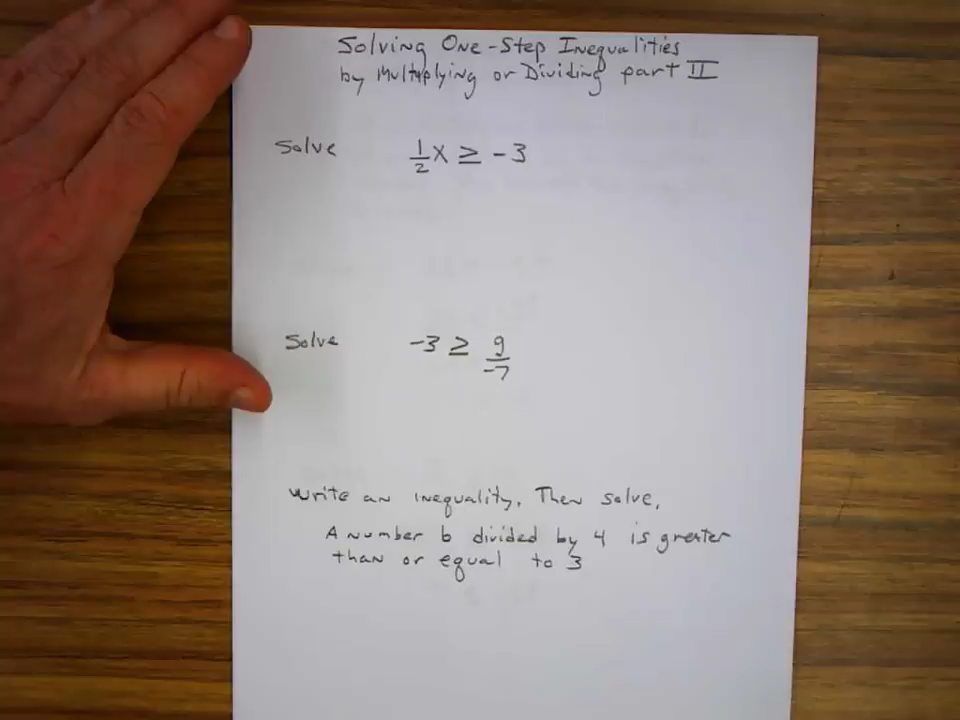 Solving One-Step Inequalities
by Multiplying or Dividing part II
Solve 1/2 x ≥ -3
Solve -3 ≥ g/-7
Write an inequality. Then solve.
A number b divided by 4 is greater
than or equal to 3